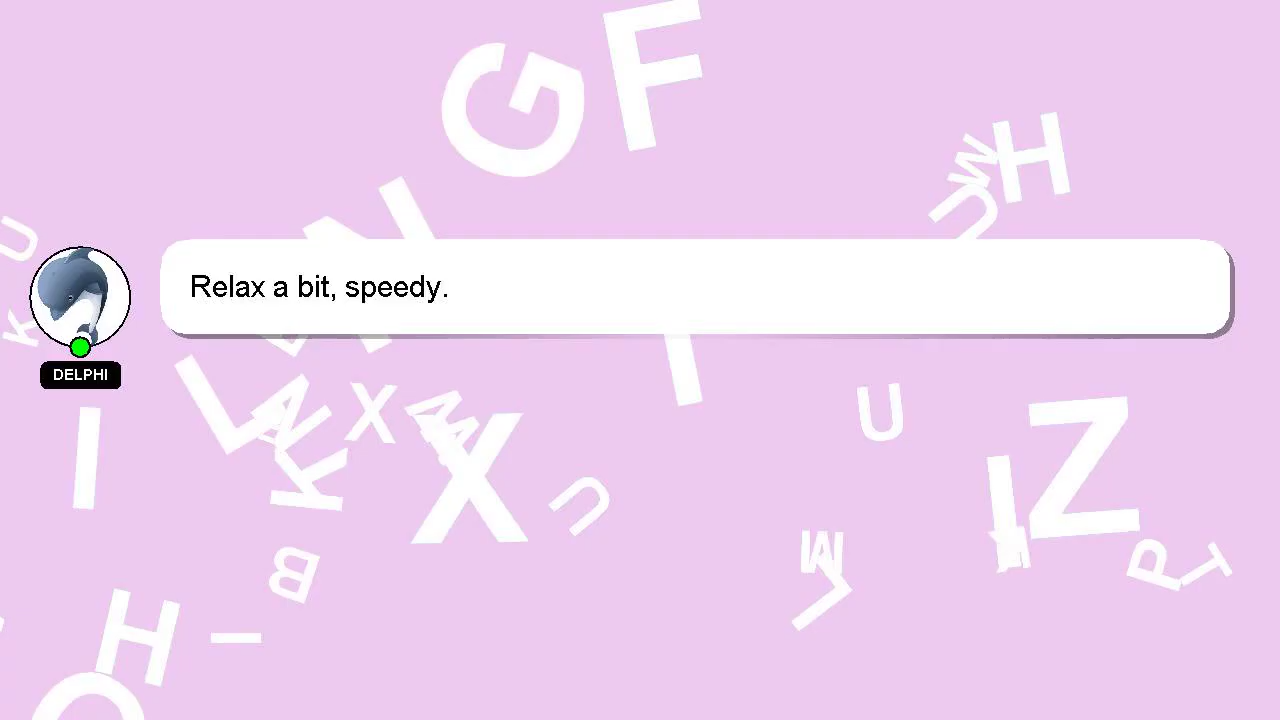 G F
H
W
U
N
U
Relax a bit, speedy.
K
DELPHI
I
L
X
U
Z
I
K
X
U
I
B
M
L
P
T
H
I
O